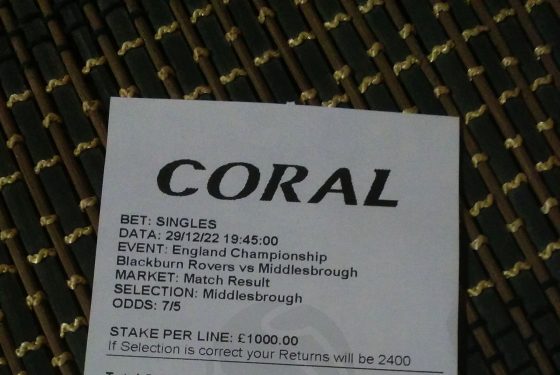 CORAL
BET: SINGLES
DATA: 29/12/22 19:45:00
EVENT: England Championship
Blackburn Rovers vs Middlesbrough
MARKET: Match Result
SELECTION: Middlesbrough
ODDS: 7/5
STAKE PER LINE: £1000.00
If Selection is correct your Returns will be 2400